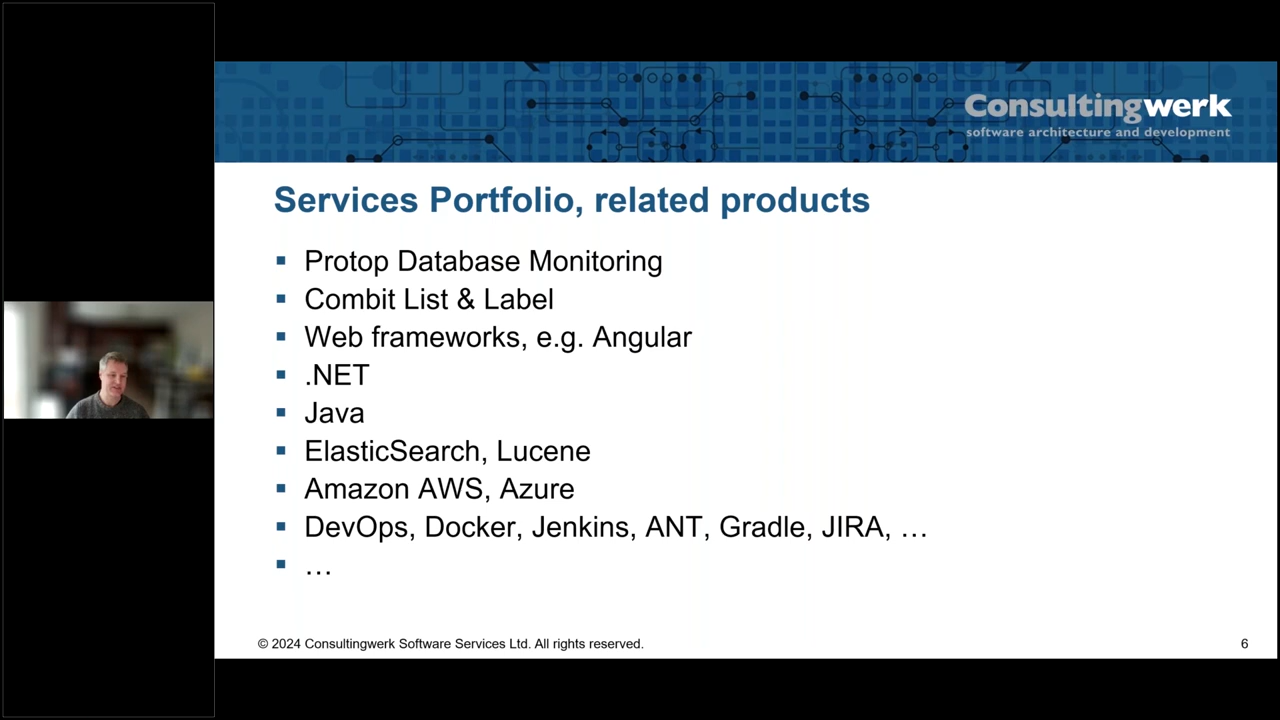 Consultingwerk
software architecture and development
Services Portfolio, related products
▪ Protop Database Monitoring
▪ Combit List & Label
▪ Web frameworks, e.g. Angular
▪ .NET
▪ Java
▪ ElasticSearch, Lucene
▪ Amazon AWS, Azure
▪ DevOps, Docker, Jenkins, ANT, Gradle, JIRA, …
▪ …
© 2024 Consultingwerk Software Services Ltd. All rights reserved. 6